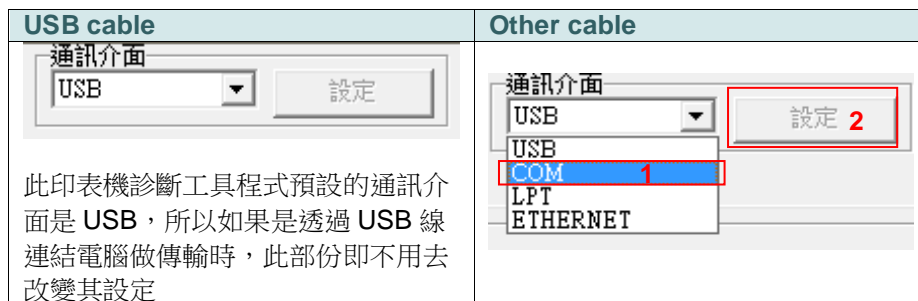 USB cable
通訊介面
USB
設定
此印表機診斷工具程式預設的通訊介
面是 USB，所以如果是透過 USB 線
連結電腦做傳輸時，此部份即不用去
改變其設定
Other cable
通訊介面
USB
設定 2
USB
COM 1
LPT
ETHERNET